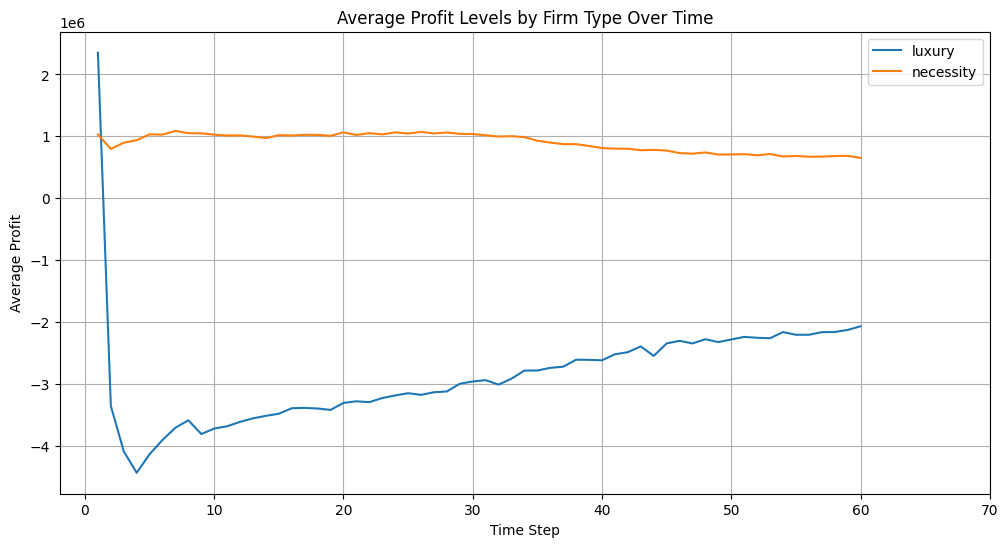 Average Profit Levels by Firm Type Over Time
1e6
luxury
necessity
2
1
0
−1
−2
−3
−4
Average Profit
0 10 20 30 40 50 60 70
Time Step